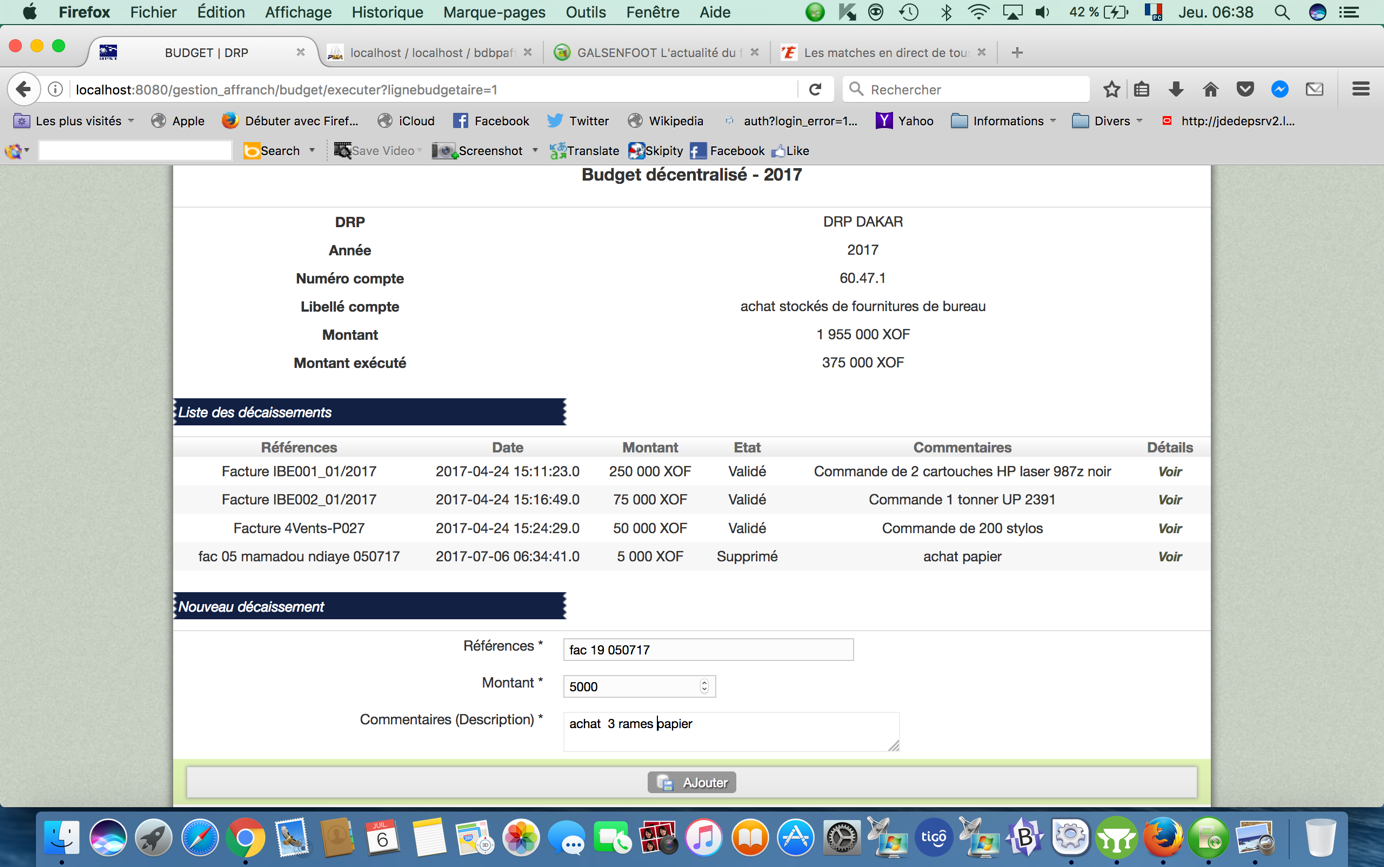 Firefox Fichier Édition Affichage Historique Marque-pages Outils Fenêtre Aide 42 % Jeu. 06:38
BUDGET | DRP localhost / localhost / bdbpaf GALSENFOOT L'actualité du f Les matches en direct de tous
localhost:8080/gestion_affranch/budget/executer?lignebudgetaire=1 Rechercher
Les plus visités Apple Débuter avec Firef... iCloud Facebook Twitter Wikipedia auth?login_error=1... Yahoo Informations Divers http://jdedepsrv2.l...
Search Save Video Screenshot Translate Skipity Facebook Like
Budget décentralisé - 2017
DRP DRP DAKAR
Année 2017
Numéro compte 60.47.1
Libellé compte achat stockés de fournitures de bureau
Montant 1 955 000 XOF
Montant exécuté 375 000 XOF
Liste des décaissements
Références Date Montant Etat Commentaires Détails
Facture IBE001_01/2017 2017-04-24 15:11:23.0 250 000 XOF Validé Commande de 2 cartouches HP laser 987z noir Voir
Facture IBE002_01/2017 2017-04-24 15:16:49.0 75 000 XOF Validé Commande 1 tonner UP 2391 Voir
Facture 4Vents-P027 2017-04-24 15:24:29.0 50 000 XOF Validé Commande de 200 stylos Voir
fac 05 mamadou ndiaye 050717 2017-07-06 06:34:41.0 5 000 XOF Supprimé achat papier Voir
Nouveau décaissement
Références * fac 19 050717
Montant * 5000
Commentaires (Description) * achat 3 rames papier
AJouter
JUIL. 6 3D tigo B